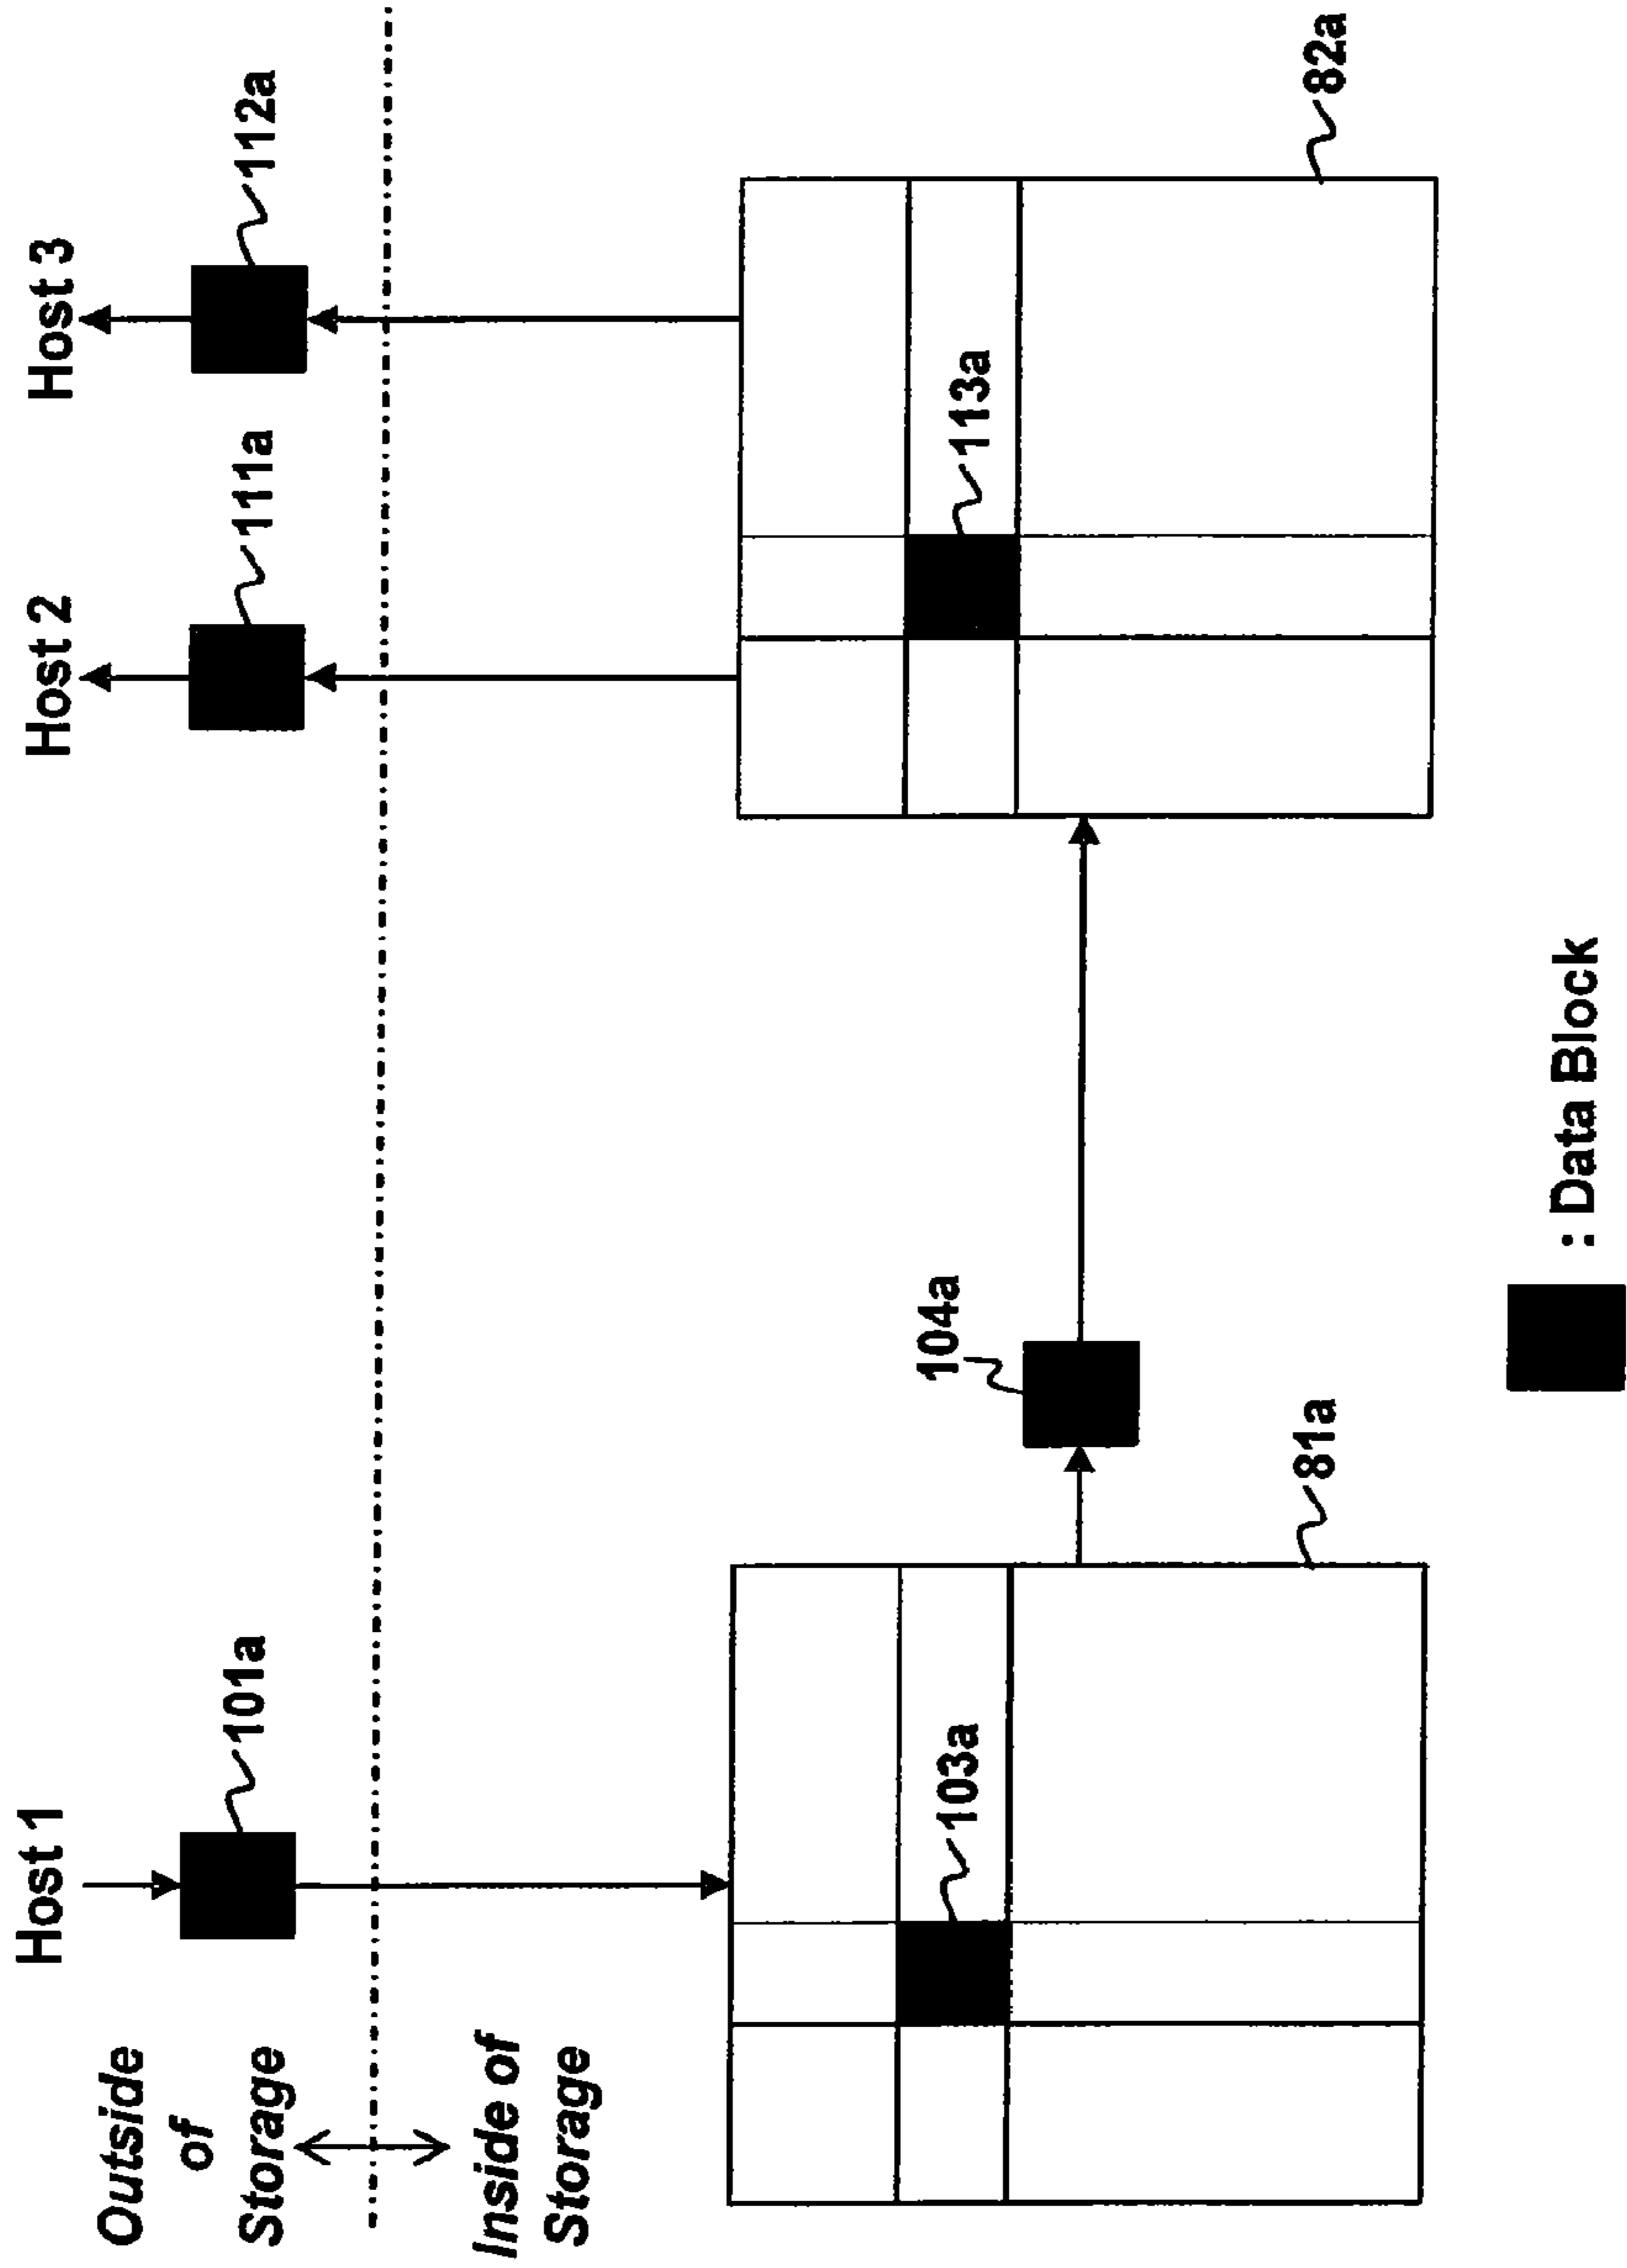 Host 1
Host 2
Host 3
101a
111a
112a
Outside
of
Storage
Inside of
Storage
103a
104a
113a
81a
82a
: Data Block